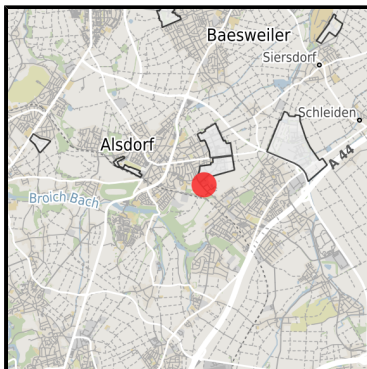 Baesweiler
Siersdorf
Schleiden
Alsdorf
A 44
Broich Bach